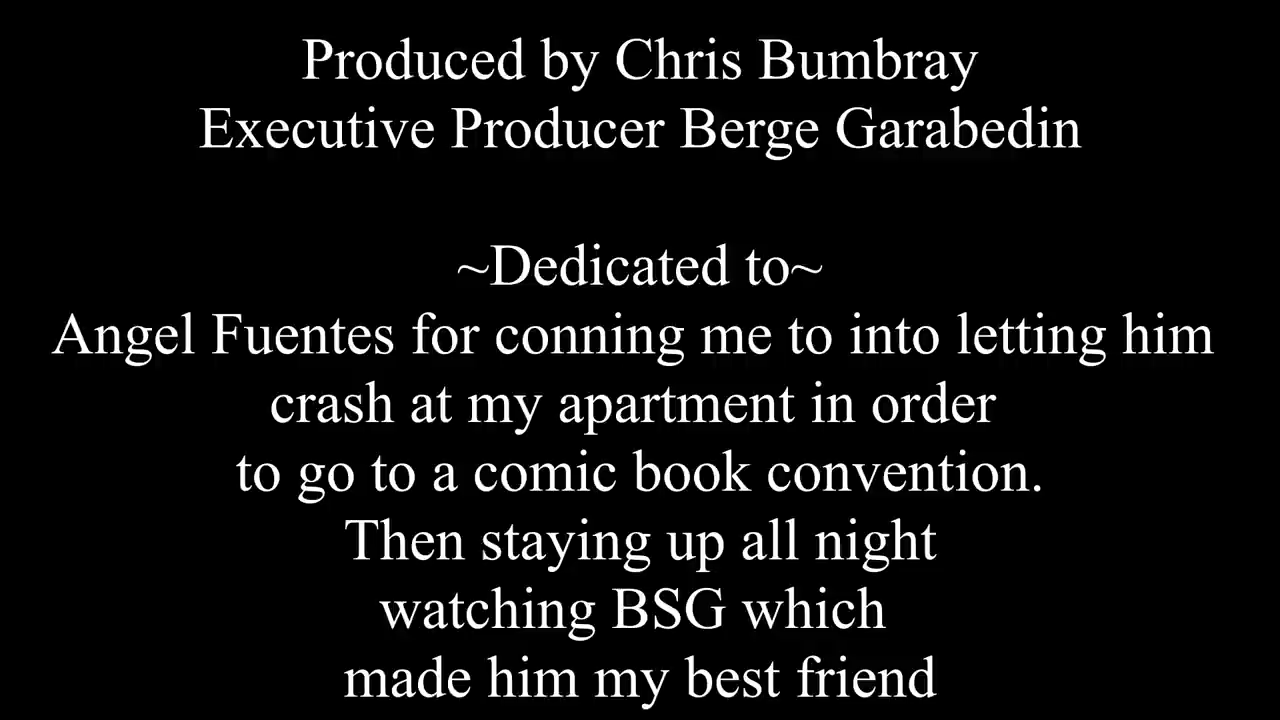 Produced by Chris Bumbray
Executive Producer Berge Garabedin
~Dedicated to~
Angel Fuentes for conning me to into letting him
crash at my apartment in order
to go to a comic book convention.
Then staying up all night
watching BSG which
made him my best friend